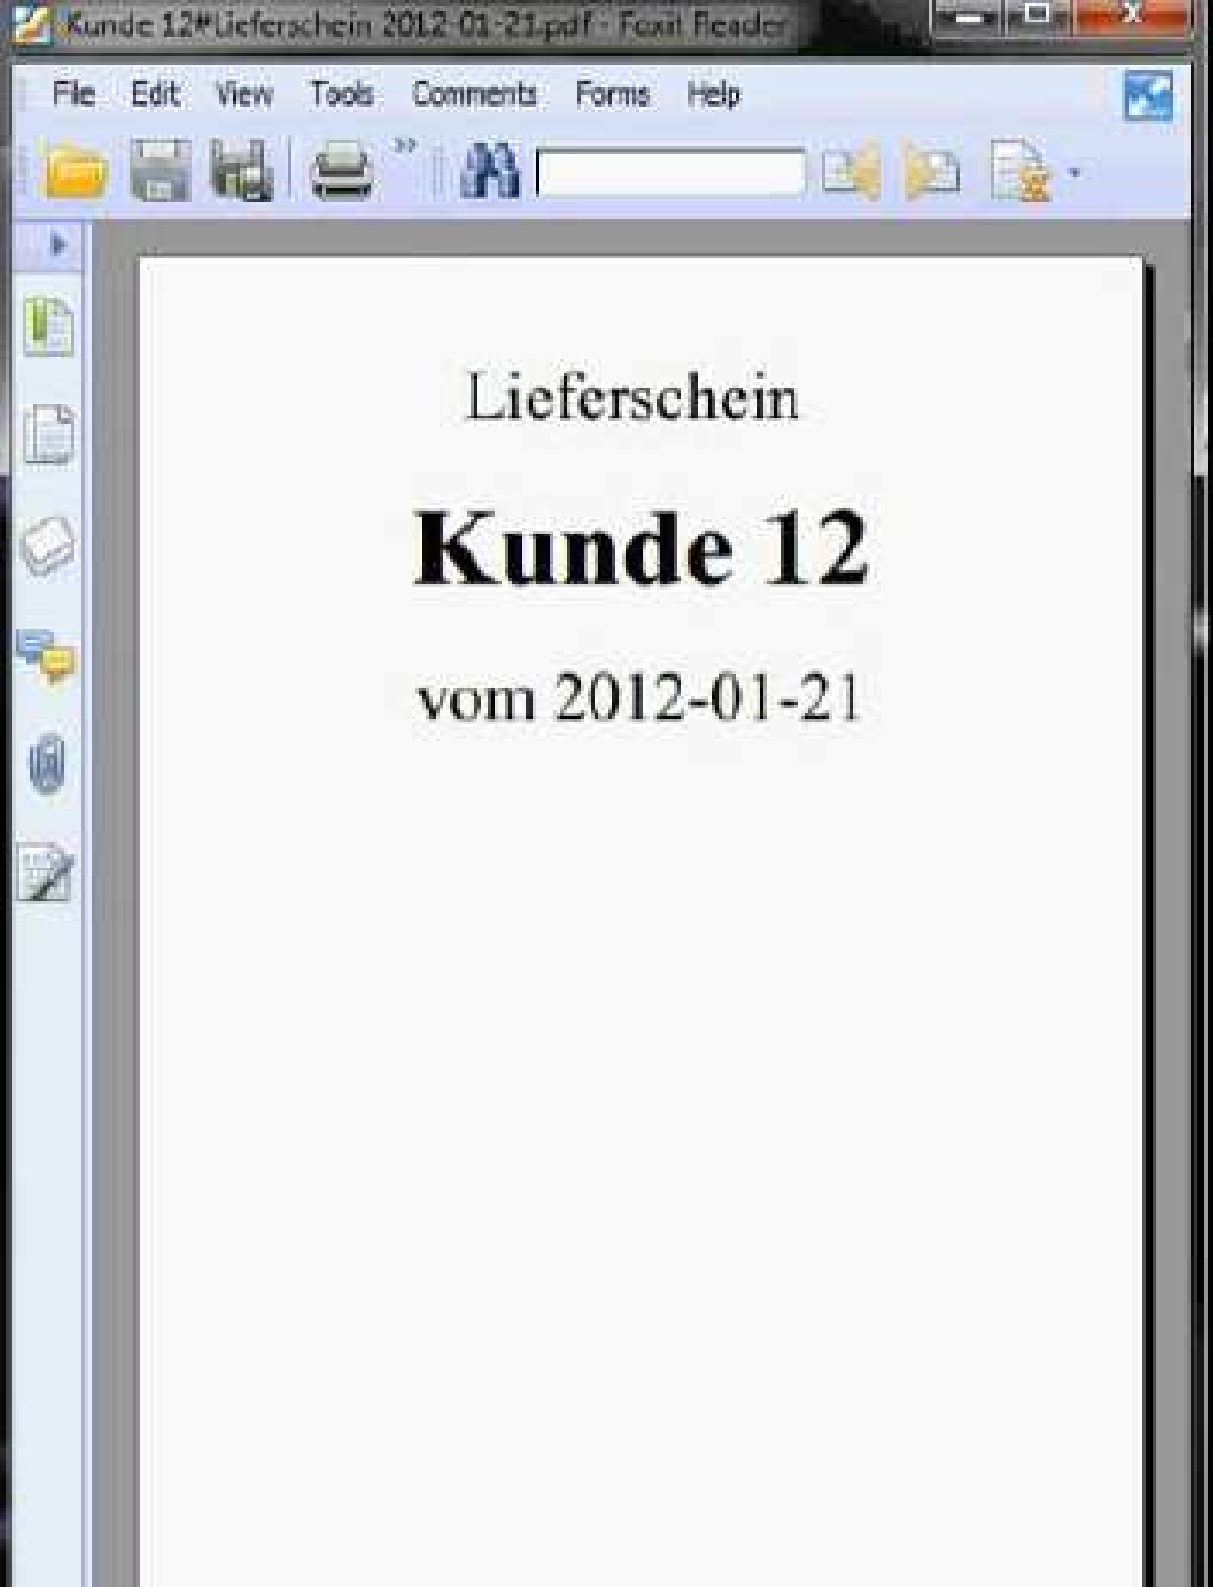 Kunde 12#Lieferschein 2012-01-21.pdf - Foxit Reader
File Edit View Tools Comments Forms Help
Lieferschein
Kunde 12
vom 2012-01-21